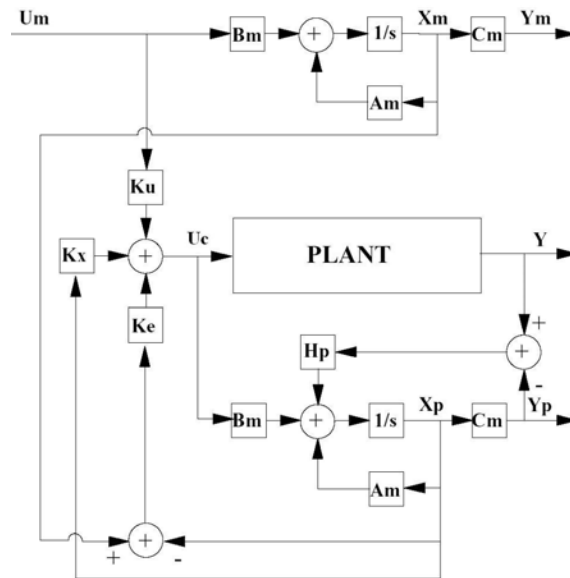 Um
Xm
Ym
Bm
+
1/s
Cm
Am
Ku
Uc
Y
Kx
+
PLANT
Ke
+
Hp
+
-
Xp
Yp
Bm
+
1/s
Cm
Am
+
+
-